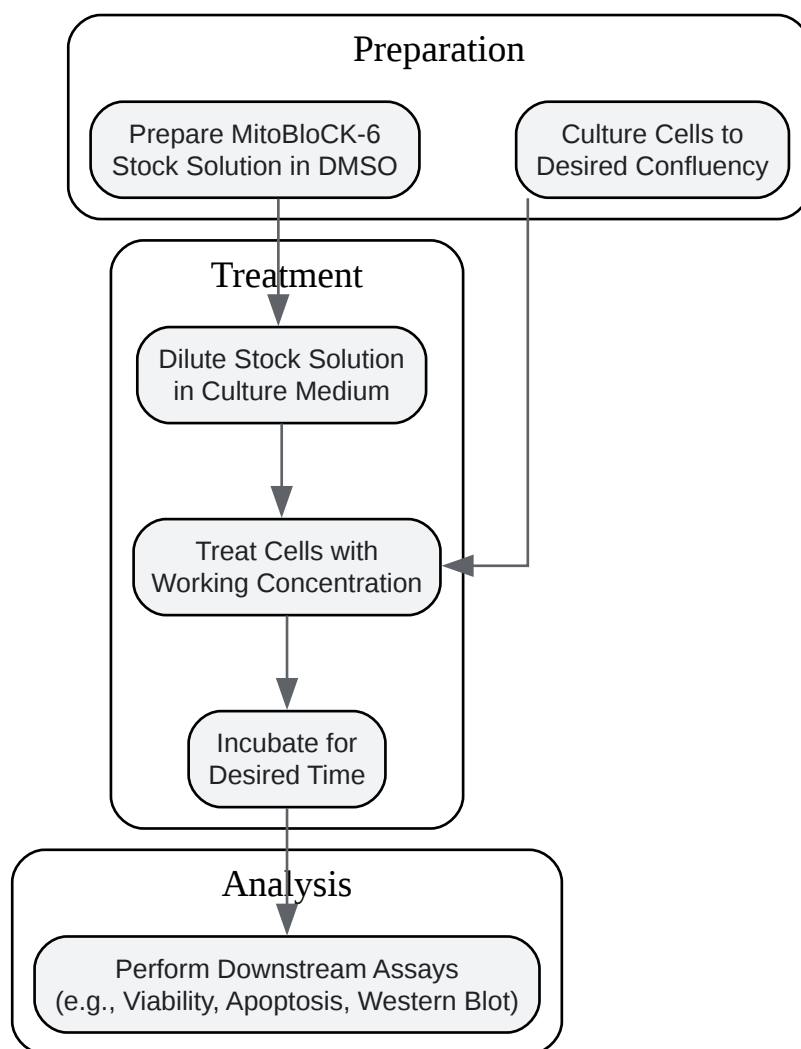 Preparation
Prepare MitoBloCK-6
Stock Solution in DMSO
Culture Cells to
Desired Confluency
Treatment
Dilute Stock Solution
in Culture Medium
Treat Cells with
Working Concentration
Incubate for
Desired Time
Analysis
Perform Downstream Assays
(e.g., Viability, Apoptosis, Western Blot)